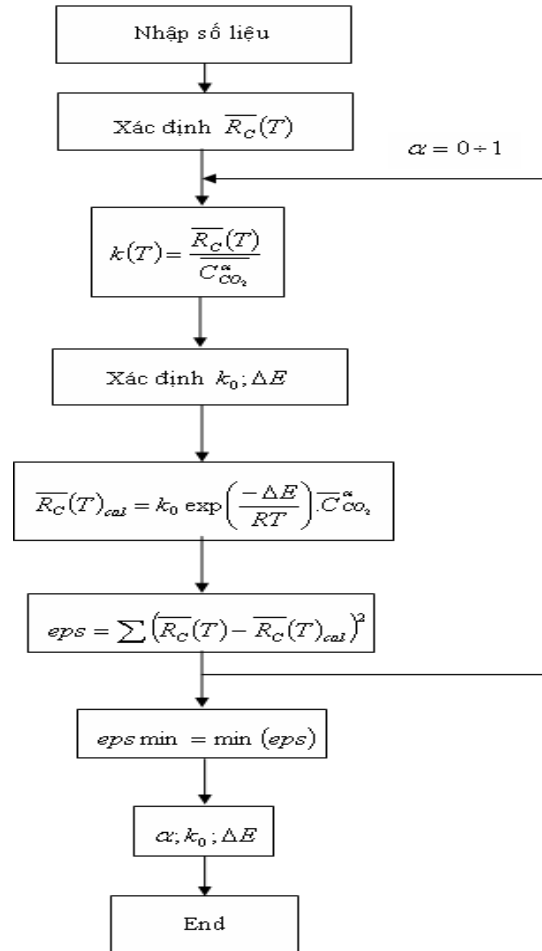 Nhập số liệu
Xác định $\overline{R_C}(T)$
$\alpha = 0 \div 1$
$k(T) = \frac{\overline{R_C}(T)}{\overline{C_{CO_2}^{\alpha}}}$
Xác định $k_0; \Delta E$
$\overline{R_C}(T)_{cal} = k_0 \exp\left(\frac{-\Delta E}{RT}\right).\overline{C}_{CO_2}^{\alpha}$
$eps = \sum \left(\overline{R_C}(T) - \overline{R_C}(T)_{cal}\right)^2$
$eps\min = \min(eps)$
$\alpha; k_0; \Delta E$
End